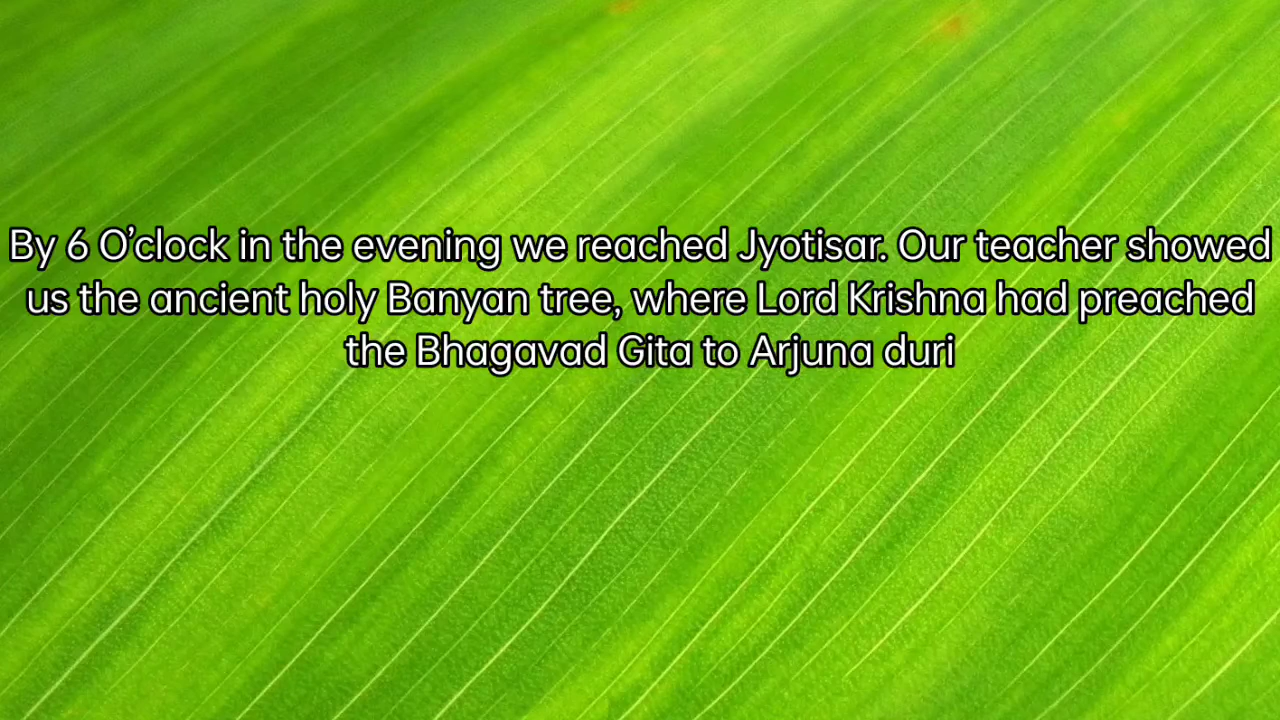 By 6 O’clock in the evening we reached Jyotisar. Our teacher showed
us the ancient holy Banyan tree, where Lord Krishna had preached
the Bhagavad Gita to Arjuna duri